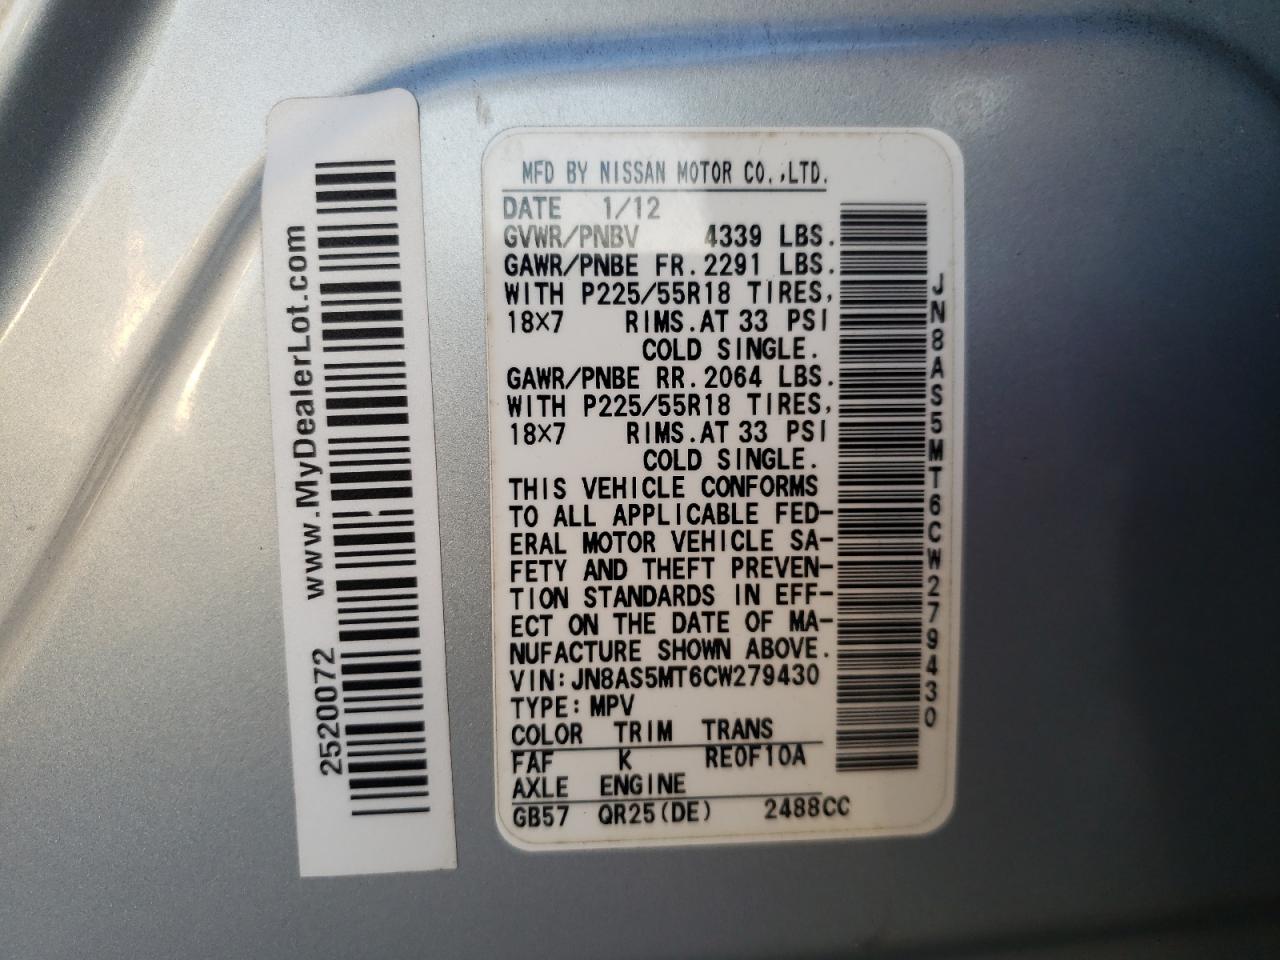 www.MyDealerLot.com
2520072
MFD BY NISSAN MOTOR CO.,LTD.
DATE 1/12
GVWR/PNBV 4339 LBS.
GAWR/PNBE FR.2291 LBS.
WITH P225/55R18 TIRES,
18X7 RIMS.AT 33 PSI
COLD SINGLE.
GAWR/PNBE RR.2064 LBS.
WITH P225/55R18 TIRES,
18X7 RIMS.AT 33 PSI
COLD SINGLE.
THIS VEHICLE CONFORMS
TO ALL APPLICABLE FED-
ERAL MOTOR VEHICLE SA-
FETY AND THEFT PREVEN-
TION STANDARDS IN EFF-
ECT ON THE DATE OF MA-
NUFACTURE SHOWN ABOVE.
VIN:JN8AS5MT6CW279430
TYPE:MPV
COLOR TRIM TRANS
FAF K RE0F10A
AXLE ENGINE
GB57 QR25(DE) 2488CC
JN8AS5MT6CW279430